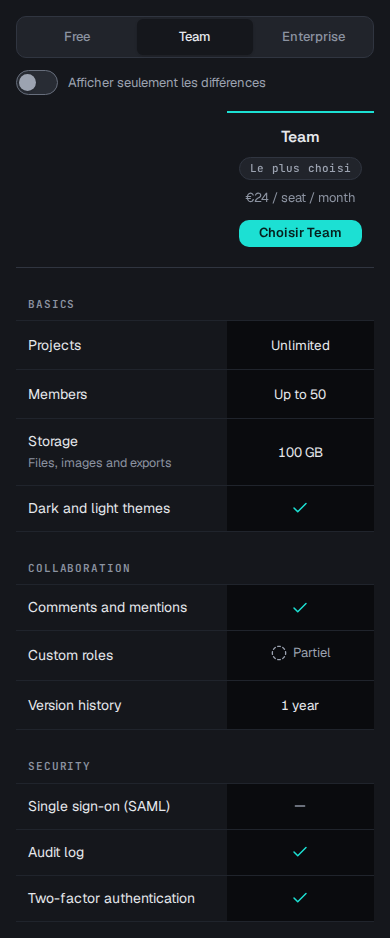 Free Team Enterprise
Afficher seulement les différences
Team
Le plus choisi
€24 / seat / month
Choisir Team
BASICS
Projects Unlimited
Members Up to 50
Storage
Files, images and exports
100 GB
Dark and light themes
COLLABORATION
Comments and mentions
Custom roles Partiel
Version history 1 year
SECURITY
Single sign-on (SAML) —
Audit log
Two-factor authentication